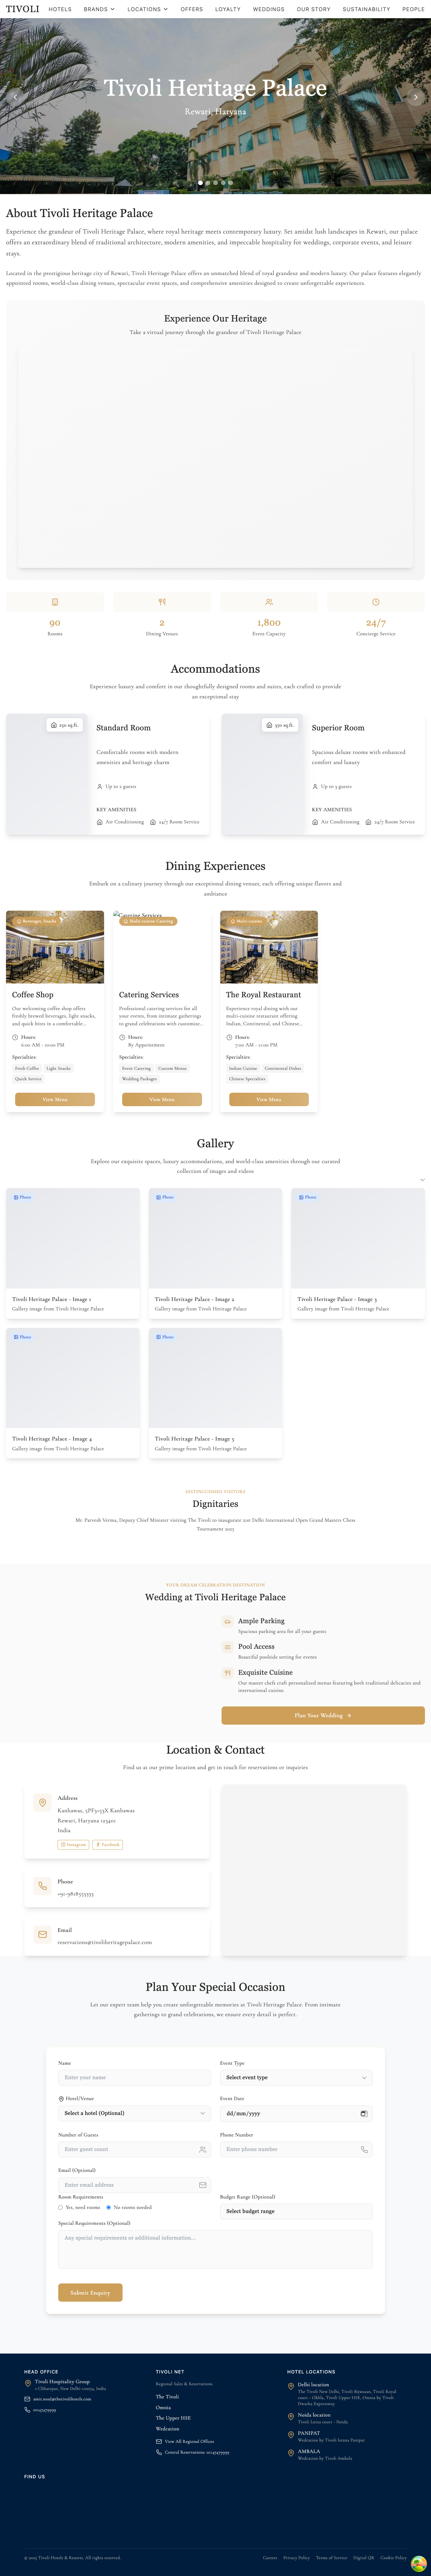 TIVOLI HOTELS BRANDS LOCATIONS OFFERS LOYALTY WEDDINGS OUR STORY SUSTAINABILITY PEOPLE
Tivoli Heritage Palace
Rewari, Haryana
About Tivoli Heritage Palace
Experience the grandeur of Tivoli Heritage Palace, where royal heritage meets contemporary luxury. Set amidst lush landscapes in Rewari, our palace
offers an extraordinary blend of traditional architecture, modern amenities, and impeccable hospitality for weddings, corporate events, and leisure
stays.
Located in the prestigious heritage city of Rewari, Tivoli Heritage Palace offers an unmatched blend of royal grandeur and modern luxury. Our palace features elegantly
appointed rooms, world-class dining venues, spectacular event spaces, and comprehensive amenities designed to create unforgettable experiences.
Experience Our Heritage
Take a virtual journey through the grandeur of Tivoli Heritage Palace
90
Rooms
2
Dining Venues
1,800
Event Capacity
24/7
Concierge Service
Accommodations
Experience luxury and comfort in our thoughtfully designed rooms and suites, each crafted to provide
an exceptional stay
250 sq.ft.
Standard Room
Comfortable rooms with modern
amenities and heritage charm
Up to 2 guests
KEY AMENITIES
Air Conditioning 24/7 Room Service
350 sq.ft.
Superior Room
Spacious deluxe rooms with enhanced
comfort and luxury
Up to 3 guests
KEY AMENITIES
Air Conditioning 24/7 Room Service
Dining Experiences
Embark on a culinary journey through our exceptional dining venues, each offering unique flavors and
ambiance
Beverages, Snacks
Coffee Shop
Our welcoming coffee shop offers
freshly brewed beverages, light snacks,
and quick bites in a comfortable...
Hours:
6:00 AM - 10:00 PM
Specialties:
Fresh Coffee Light Snacks
Quick Service
View Menu
Catering Services
Multi-cuisine Catering
Catering Services
Professional catering services for all
your events, from intimate gatherings
to grand celebrations with customize...
Hours:
By Appointment
Specialties:
Event Catering Custom Menus
Wedding Packages
View Menu
Multi-cuisine
The Royal Restaurant
Experience royal dining with our
multi-cuisine restaurant offering
Indian, Continental, and Chinese...
Hours:
7:00 AM - 11:00 PM
Specialties:
Indian Cuisine Continental Dishes
Chinese Specialties
View Menu
Gallery
Explore our exquisite spaces, luxury accommodations, and world-class amenities through our curated
collection of images and videos
Photo
Tivoli Heritage Palace - Image 1
Gallery image from Tivoli Heritage Palace
Photo
Tivoli Heritage Palace - Image 2
Gallery image from Tivoli Heritage Palace
Photo
Tivoli Heritage Palace - Image 3
Gallery image from Tivoli Heritage Palace
Photo
Tivoli Heritage Palace - Image 4
Gallery image from Tivoli Heritage Palace
Photo
Tivoli Heritage Palace - Image 5
Gallery image from Tivoli Heritage Palace
DISTINGUISHED VISITORS
Dignitaries
Mr. Parvesh Verma, Deputy Chief Minister visiting The Tivoli to inaugurate 21st Delhi International Open Grand Masters Chess
Tournament 2025
YOUR DREAM CELEBRATION DESTINATION
Wedding at Tivoli Heritage Palace
Ample Parking
Spacious parking area for all your guests
Pool Access
Beautiful poolside setting for events
Exquisite Cuisine
Our master chefs craft personalized menus featuring both traditional delicacies and
international cuisine.
Plan Your Wedding
Location & Contact
Find us at our prime location and get in touch for reservations or inquiries
Address
Kanhawas, 5PF3+53X Kanhawas
Rewari, Haryana 123401
India
Instagram Facebook
Phone
Email
reservations@tivoliheritagepalace.com
Plan Your Special Occasion
Let our expert team help you create unforgettable memories at Tivoli Heritage Palace. From intimate
gatherings to grand celebrations, we ensure every detail is perfect.
Name
Enter your name
Event Type
Select event type
Hotel/Venue
Select a hotel (Optional)
Event Date
dd/mm/yyyy
Number of Guests
Enter guest count
Phone Number
Enter phone number
Email (Optional)
Enter email address
Room Requirements
Yes, need rooms No rooms needed
Budget Range (Optional)
Select budget range
Special Requirements (Optional)
Any special requirements or additional information...
Submit Enquiry
HEAD OFFICE
Tivoli Hospitality Group
1 Chhatarpur, New Delhi-110074, India
TIVOLI NET
Regional Sales & Reservations
The Tivoli
Omnia
The Upper HSE
Wedcation
View All Regional Offices
HOTEL LOCATIONS
Delhi location
The Tivoli New Delhi, Tivoli Bijwasan, Tivoli Royal
court - Okhla, Tivoli Upper HSE, Omnia by Tivoli
Dwarka Expressway
Noida location
Tivoli Istina court - Noida
PANIPAT
Wedcation by Tivoli Istana Panipat
AMBALA
Wedcation by Tivoli Ambala
FIND US
© 2025 Tivoli Hotels & Resorts. All rights reserved.
Careers Privacy Policy Terms of Service Digital QR Cookie Policy